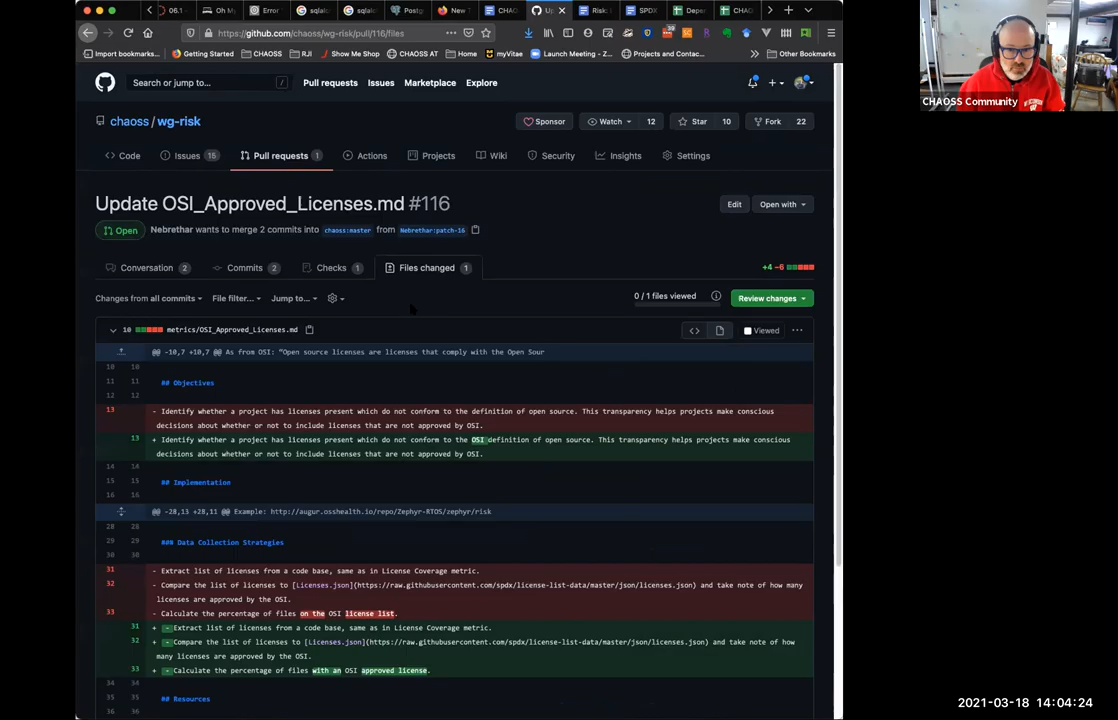 06.1
Oh M
Error
sqlal
sqlalc
Postg
New T
CHAO
Up
Risk:
SPDX
Deper
CHAO
https://github.com/chaoss/wg-risk/pull/116/files
Import bookmarks... Getting Started CHAOSS RJI Show Me Shop CHAOSS AT Home myVitae Launch Meeting - Z... Projects and Contac... Other Bookmarks
Search or jump to... / Pull requests Issues Marketplace Explore
chaoss / wg-risk Sponsor Watch 12 Star 10 Fork 22
Code Issues 15 Pull requests 1 Actions Projects Wiki Security Insights Settings
Update OSI_Approved_Licenses.md #116 Edit Open with
Open Nebrethar wants to merge 2 commits into chaoss:master from Nebrethar:patch-16
Conversation 2 Commits 2 Checks 1 Files changed 1 +4 -6
Changes from all commits File filter... Jump to... 0 / 1 files viewed Review changes
10 metrics/OSI_Approved_Licenses.md Viewed
@@ -10,7 +10,7 @@ As from OSI: "Open source licenses are licenses that comply with the Open Sour
10 10
11 11 ## Objectives
12 12
13 - Identify whether a project has licenses present which do not conform to the definition of open source. This transparency helps projects make conscious
decisions about whether or not to include licenses that are not approved by OSI.
13 + Identify whether a project has licenses present which do not conform to the OSI definition of open source. This transparency helps projects make conscious
decisions about whether or not to include licenses that are not approved by OSI.
14 14
15 15 ## Implementation
16 16
@@ -28,13 +28,11 @@ Example: http://augur.osshealth.io/repo/Zephyr-RTOS/zephyr/risk
28 28
29 29 ### Data Collection Strategies
30 30
31 - Extract list of licenses from a code base, same as in License Coverage metric.
32 - Compare the list of licenses to [Licenses.json](https://raw.githubusercontent.com/spdx/license-list-data/master/json/licenses.json) and take note of how many
licenses are approved by the OSI.
33 - Calculate the percentage of files on the OSI license list.
31 + - Extract list of licenses from a code base, same as in License Coverage metric.
32 + - Compare the list of licenses to [Licenses.json](https://raw.githubusercontent.com/spdx/license-list-data/master/json/licenses.json) and take note of how
many licenses are approved by the OSI.
33 + - Calculate the percentage of files with an OSI approved license.
34 34
35 35 ## Resources
36 36
CHAOSS Community
2021-03-18 14:04:24